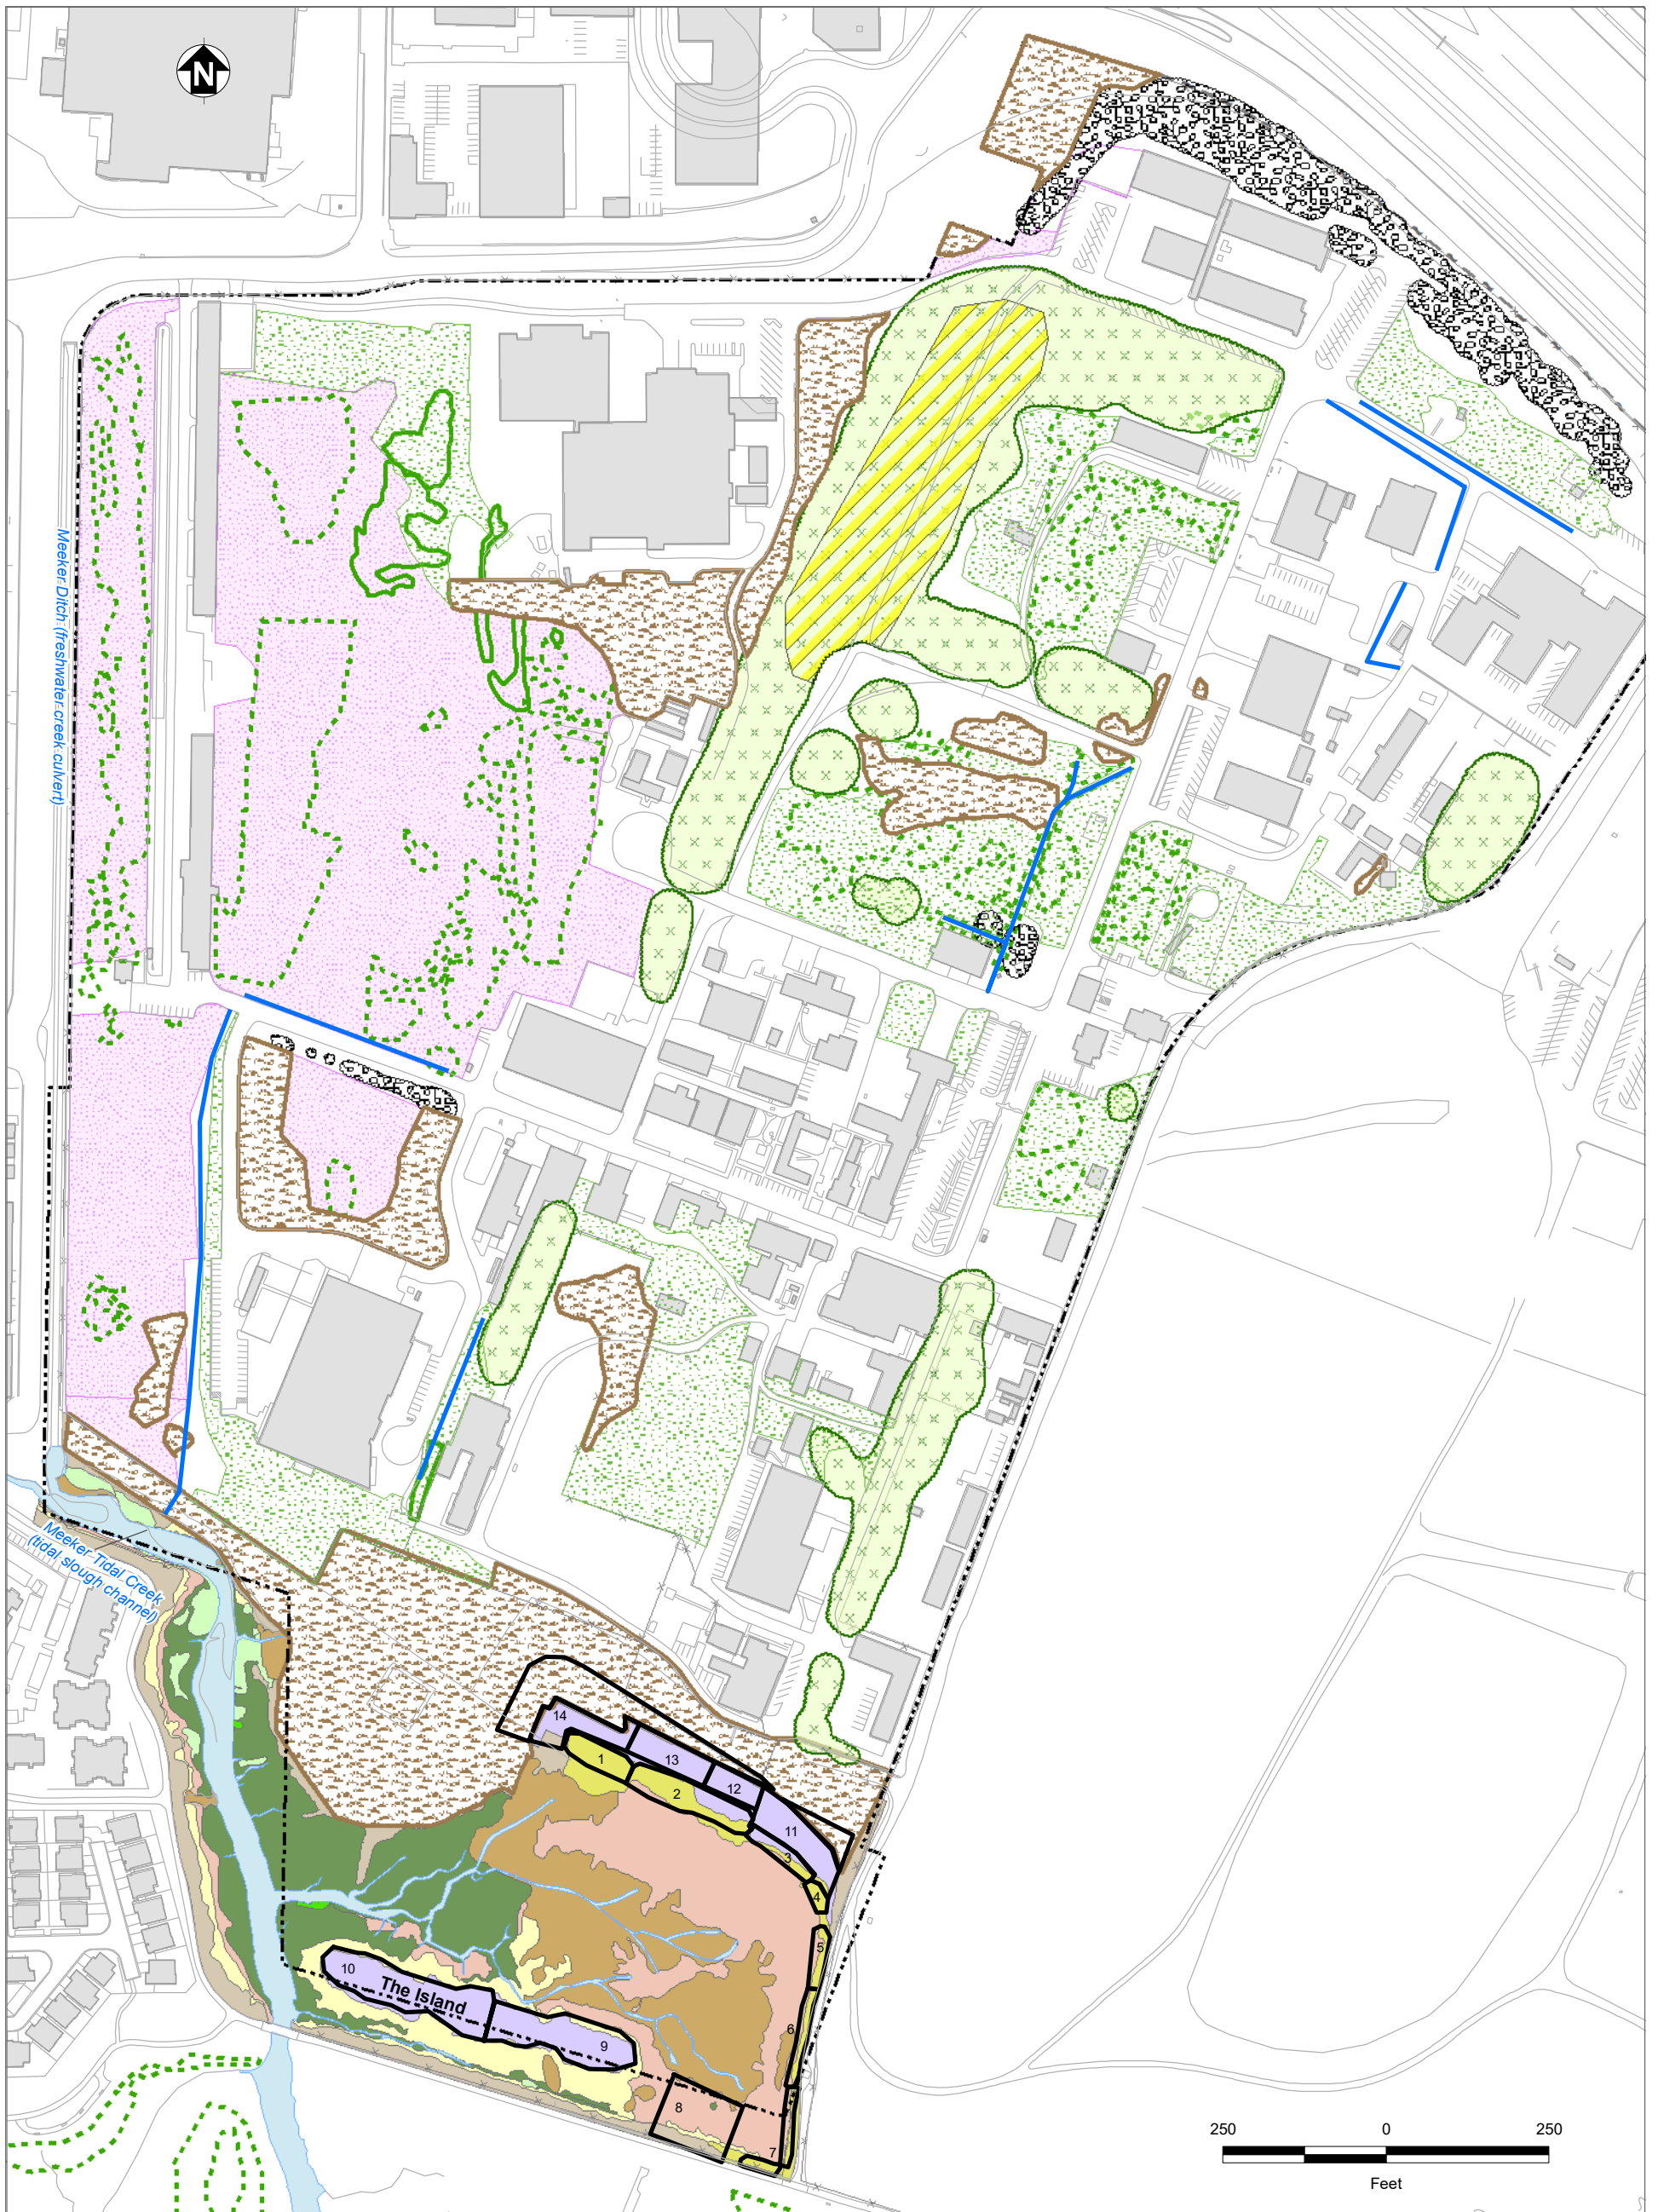 N
Meeker Ditch (freshwater creek culvert)
Meeker Tidal Creek
(tidal slough channel)
14
1
13
2
12
11
3
4
5
10
The Island
6
9
8
7
250
0
250
Feet